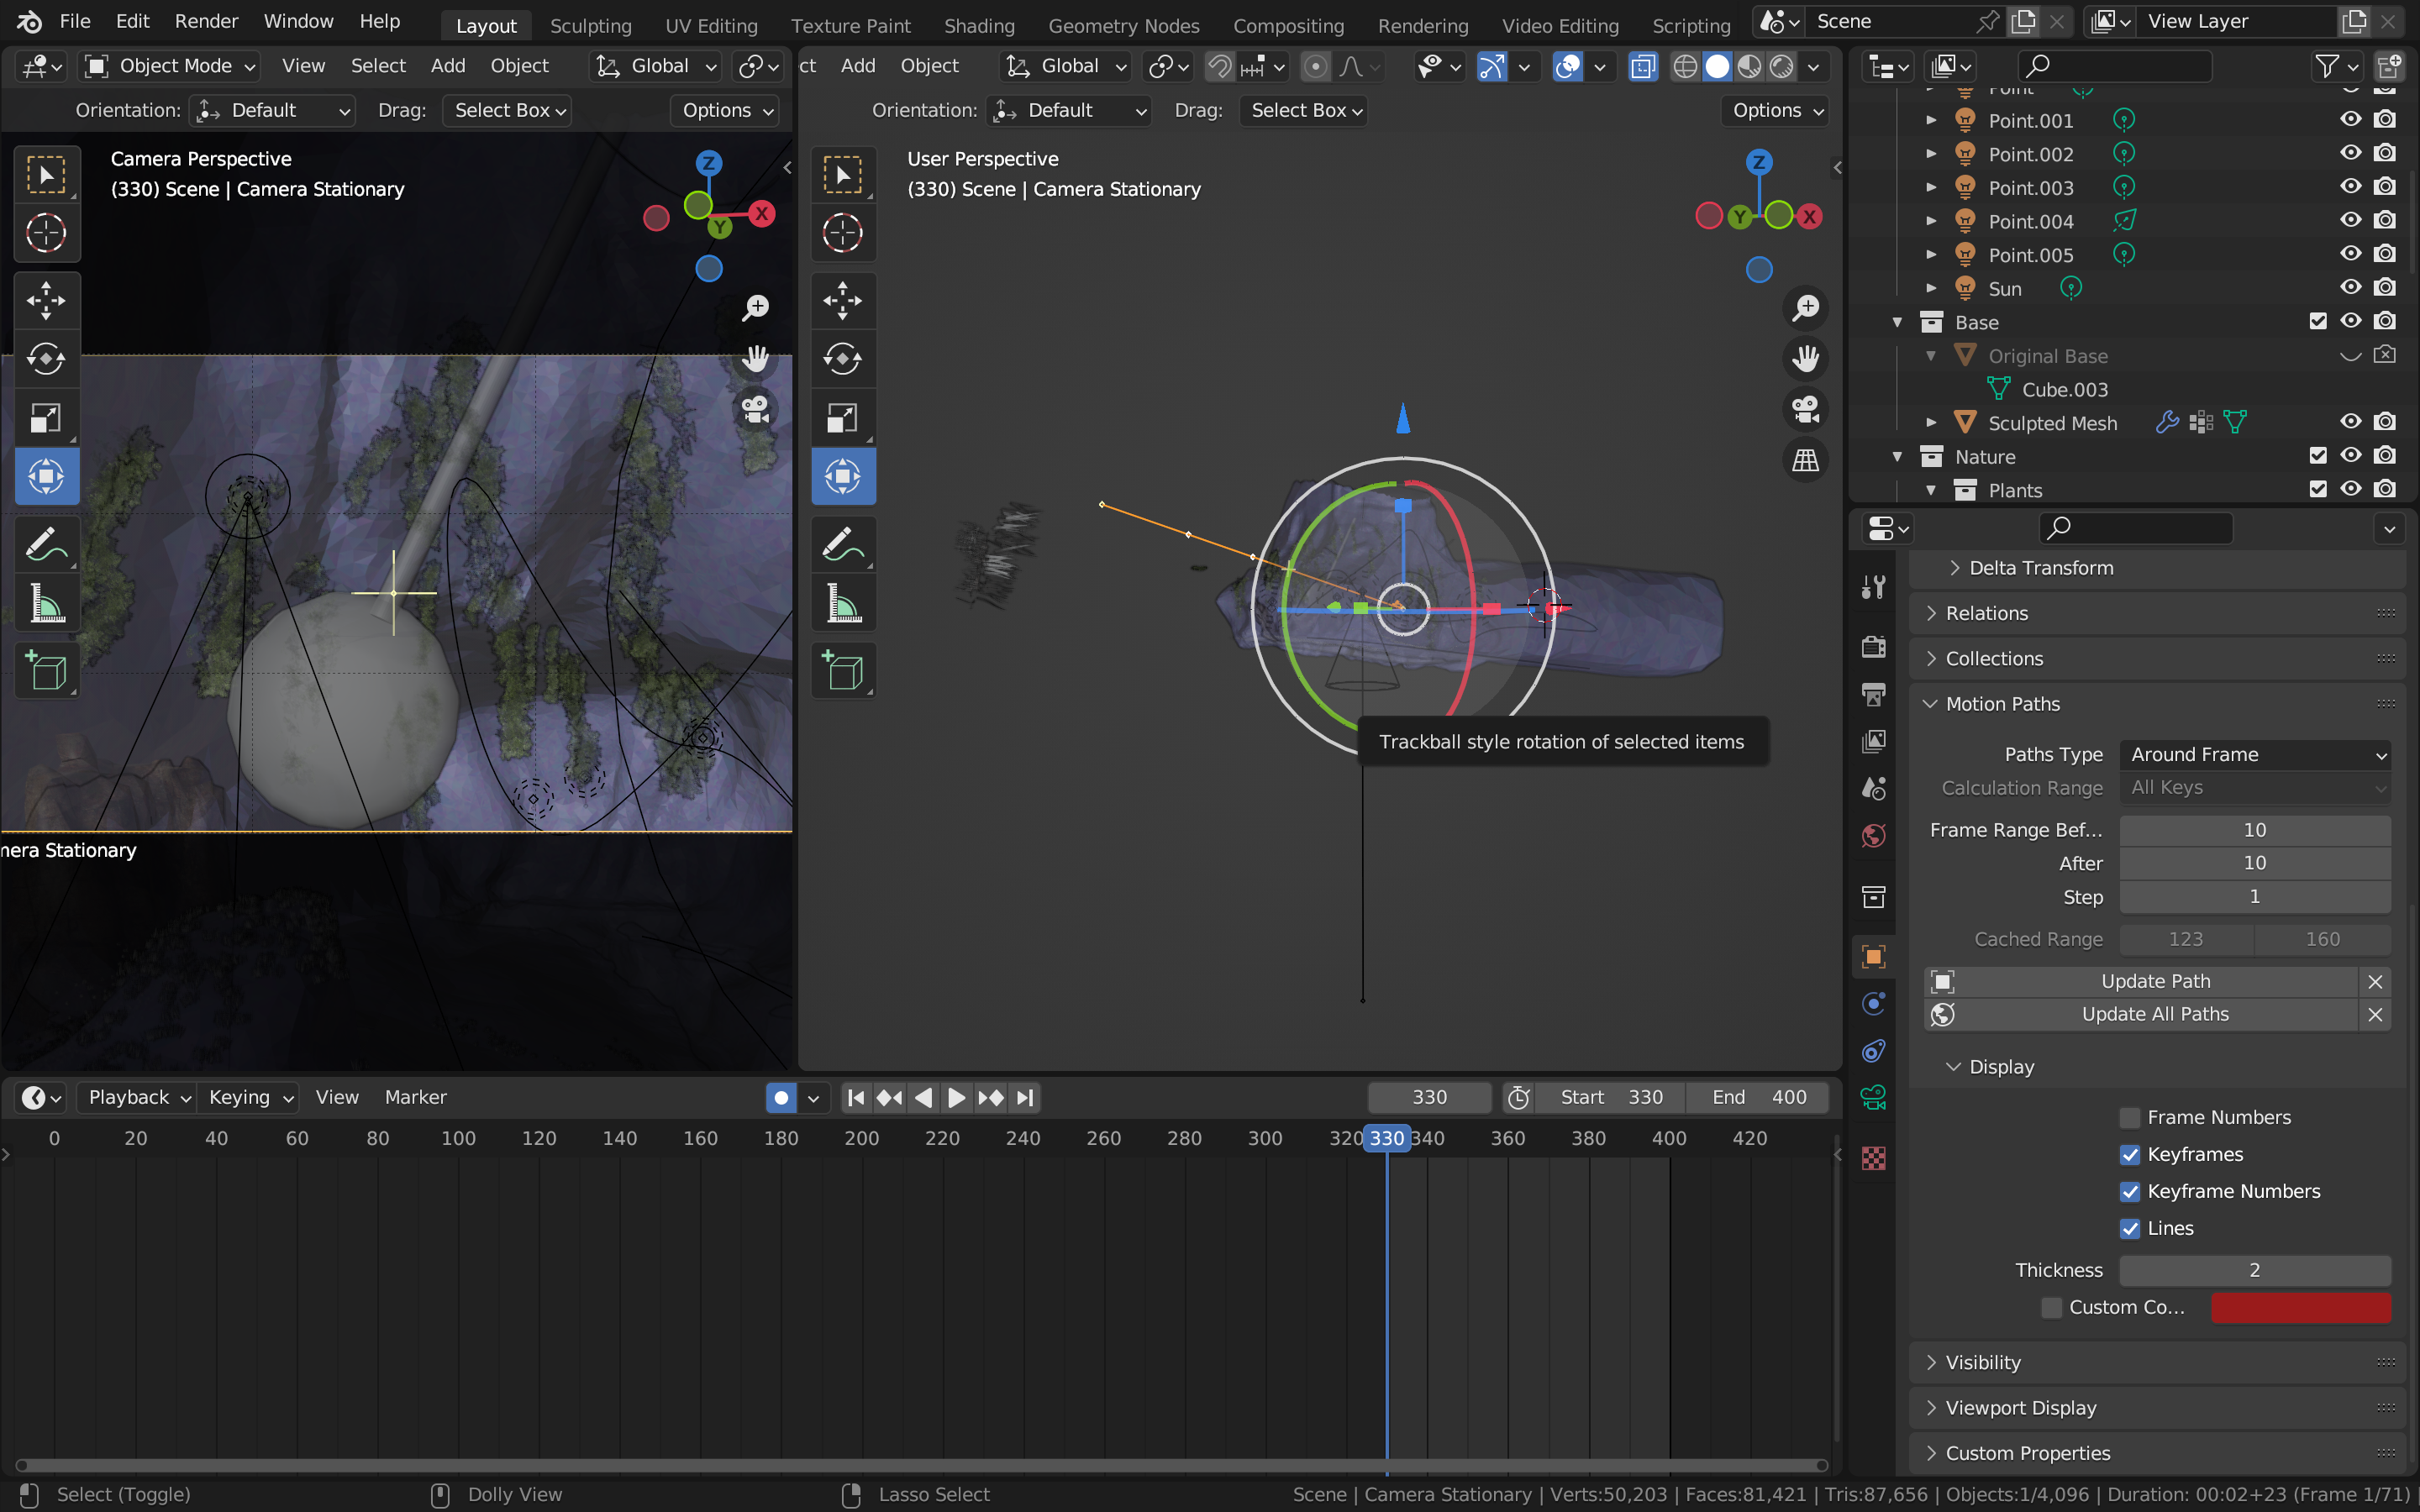 File Edit Render Window Help Layout Sculpting UV Editing Texture Paint Shading Geometry Nodes Compositing Rendering Video Editing Scripting Scene View Layer
Object Mode View Select Add Object Global
ct Add Object Global
Orientation: Default Drag: Select Box Options
Orientation: Default Drag: Select Box Options
Camera Perspective
(330) Scene | Camera Stationary
Z
X
Y
User Perspective
(330) Scene | Camera Stationary
Z
Y
X
mera Stationary
Trackball style rotation of selected items
Point
Point.001
Point.002
Point.003
Point.004
Point.005
Sun
Base
Original Base
Cube.003
Sculpted Mesh
Nature
Plants
Delta Transform
Relations
Collections
Motion Paths
Paths Type Around Frame
Calculation Range All Keys
Frame Range Bef... 10
After 10
Step 1
Cached Range 123 160
Update Path
Update All Paths
Display
Frame Numbers
Keyframes
Keyframe Numbers
Lines
Thickness 2
Custom Co...
Visibility
Viewport Display
Custom Properties
Playback Keying View Marker 330 Start 330 End 400
0 20 40 60 80 100 120 140 160 180 200 220 240 260 280 300 320 330 340 360 380 400 420
Select (Toggle) Dolly View Lasso Select Scene | Camera Stationary | Verts:50,203 | Faces:81,421 | Tris:87,656 | Objects:1/4,096 | Duration: 00:02+23 (Frame 1/71) |